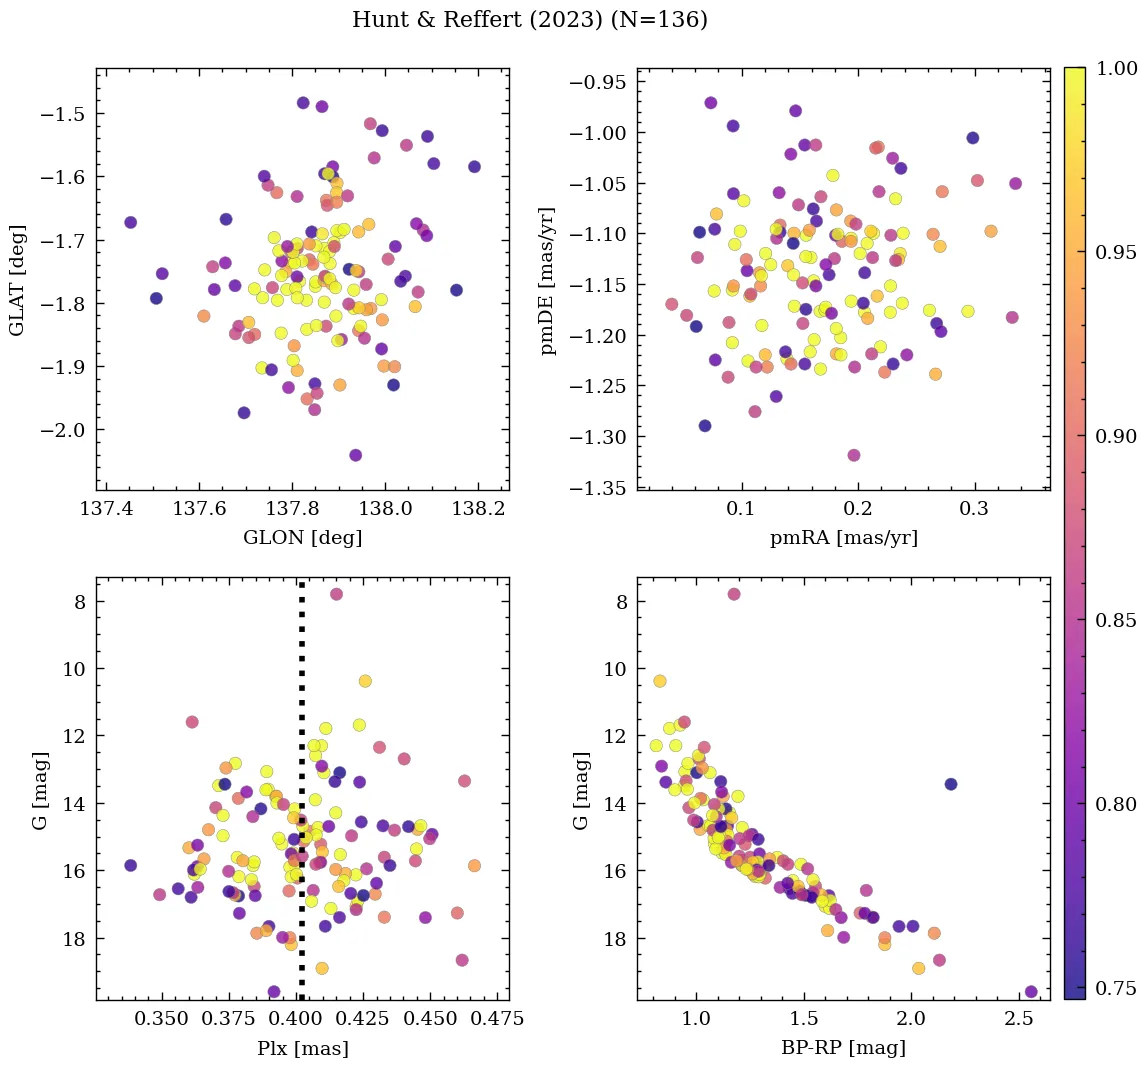 Hunt & Reffert (2023) (N=136)
−1.5
−1.6
−1.7
−1.8
−1.9
−2.0
GLAT [deg]
137.4 137.6 137.8 138.0 138.2
GLON [deg]
−0.95
−1.00
−1.05
−1.10
−1.15
−1.20
−1.25
−1.30
−1.35
pmDE [mas/yr]
0.1 0.2 0.3
pmRA [mas/yr]
8
10
12
14
16
18
G [mag]
0.350 0.375 0.400 0.425 0.450 0.475
Plx [mas]
8
10
12
14
16
18
G [mag]
1.0 1.5 2.0 2.5
BP-RP [mag]
1.00
0.95
0.90
0.85
0.80
0.75